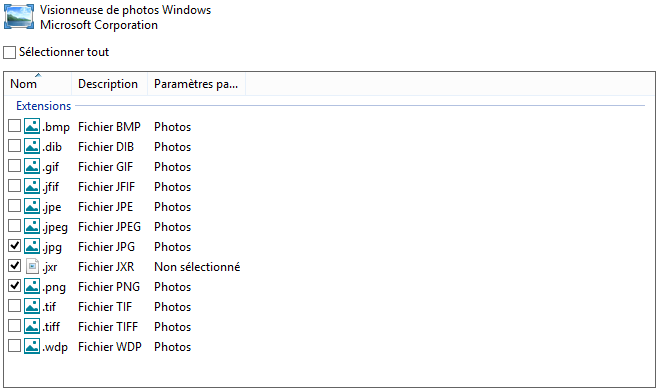 Visionneuse de photos Windows
Microsoft Corporation
Sélectionner tout
Nom Description Paramètres pa...
Extensions
.bmp Fichier BMP Photos
.dib Fichier DIB Photos
.gif Fichier GIF Photos
.jfif Fichier JFIF Photos
.jpe Fichier JPE Photos
.jpeg Fichier JPEG Photos
.jpg Fichier JPG Photos
.jxr Fichier JXR Non sélectionné
.png Fichier PNG Photos
.tif Fichier TIF Photos
.tiff Fichier TIFF Photos
.wdp Fichier WDP Photos